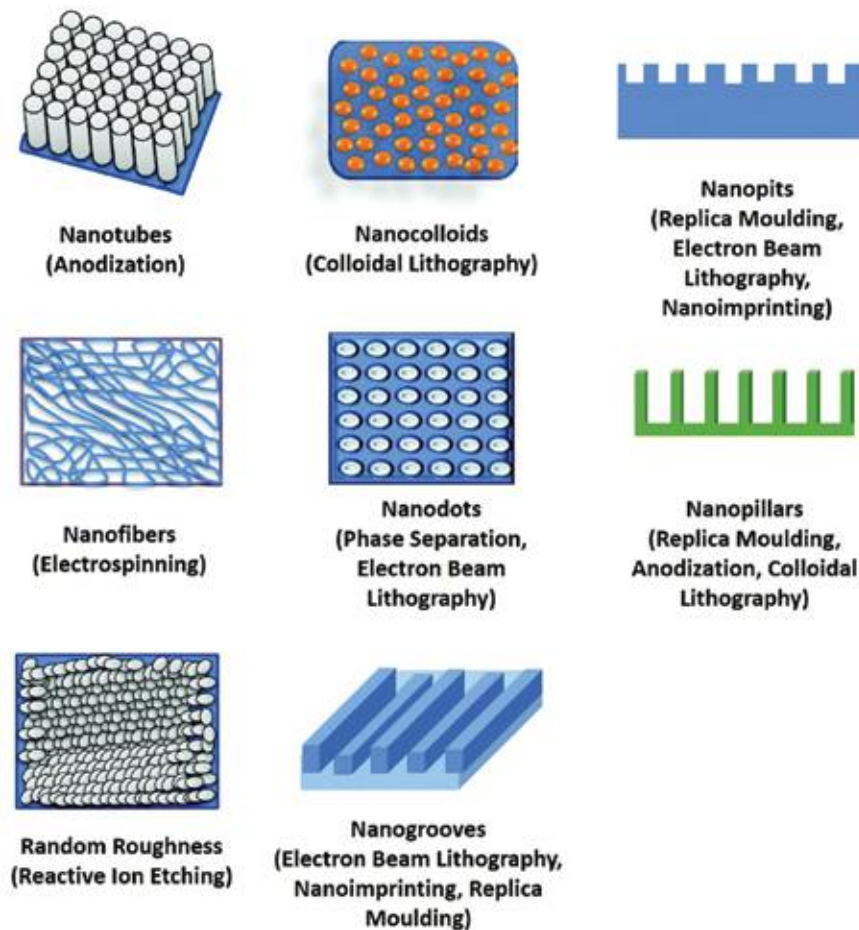 Nanotubes
(Anodization)
Nanocolloids
(Colloidal Lithography)
Nanopits
(Replica Moulding,
Electron Beam
Lithography,
Nanoimprinting)
Nanofibers
(Electrospinning)
Nanodots
(Phase Separation,
Electron Beam
Lithography)
Nanopillars
(Replica Moulding,
Anodization, Colloidal
Lithography)
Random Roughness
(Reactive Ion Etching)
Nanogrooves
(Electron Beam Lithography,
Nanoimprinting, Replica
Moulding)